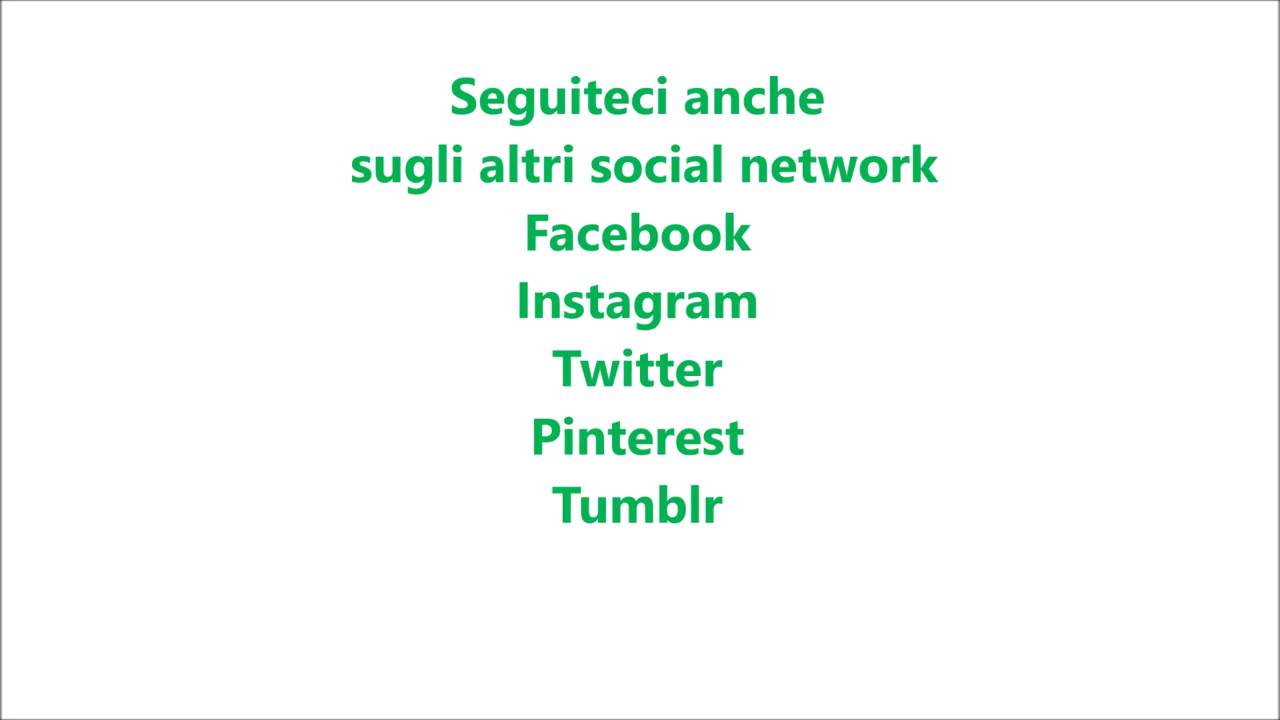 Seguiteci anche
sugli altri social network
Facebook
Instagram
Twitter
Pinterest
Tumblr